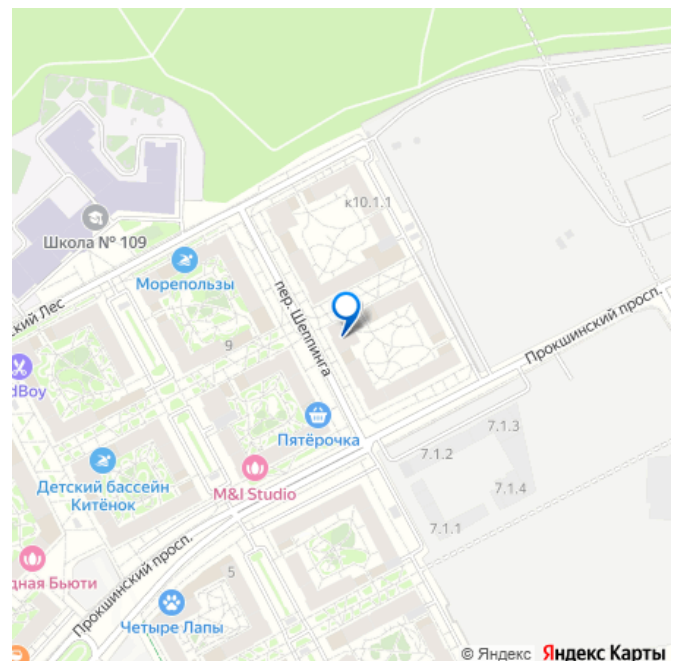 к10.1.1
Школа № 109
Морепользы
кий Лес
пер. Шеппинга
Прокшинский просп.
9
dBoy
Пятёрочка
7.1.3
7.1.2
7.1.4
7.1.1
Детский бассейн
Китёнок
M&I Studio
дная Бьюти
5
Прокшинский просп.
Четыре Лапы
© Яндекс Яндекс Карты